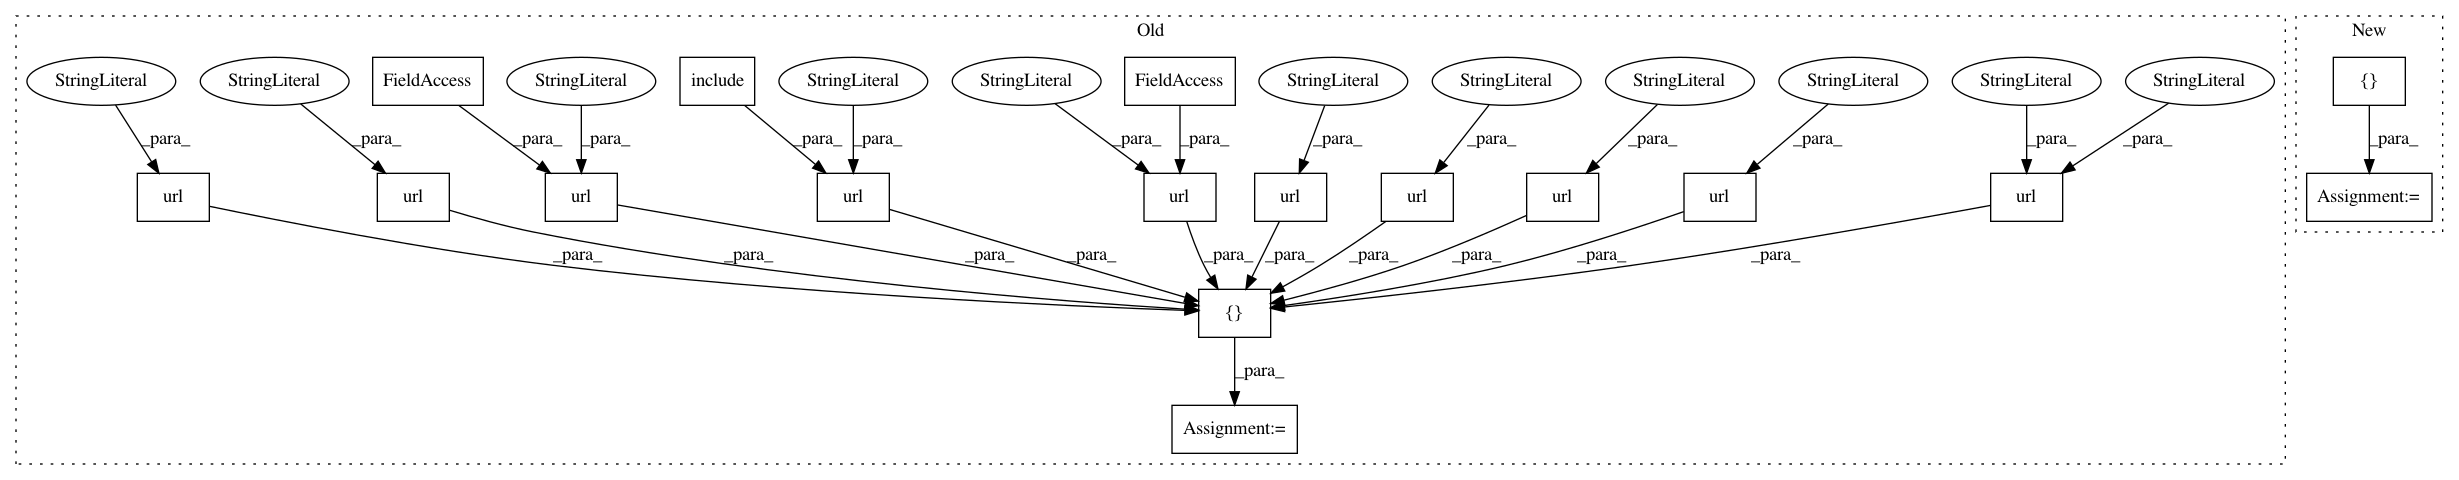 Old
New
StringLiteral StringLiteral FieldAccess StringLiteral include StringLiteral StringLiteral FieldAccess StringLiteral StringLiteral StringLiteral StringLiteral StringLiteral StringLiteral {}
_para_ _para_ _para_ _para_ _para_ _para_ _para_ _para_ _para_ _para_ _para_ _para_ _para_ _para_ _para_
url url url url url url url url url url Assignment:=
_para_ _para_ _para_ _para_ _para_ _para_ _para_ _para_ _para_ _para_
{}
_para_
Assignment:=